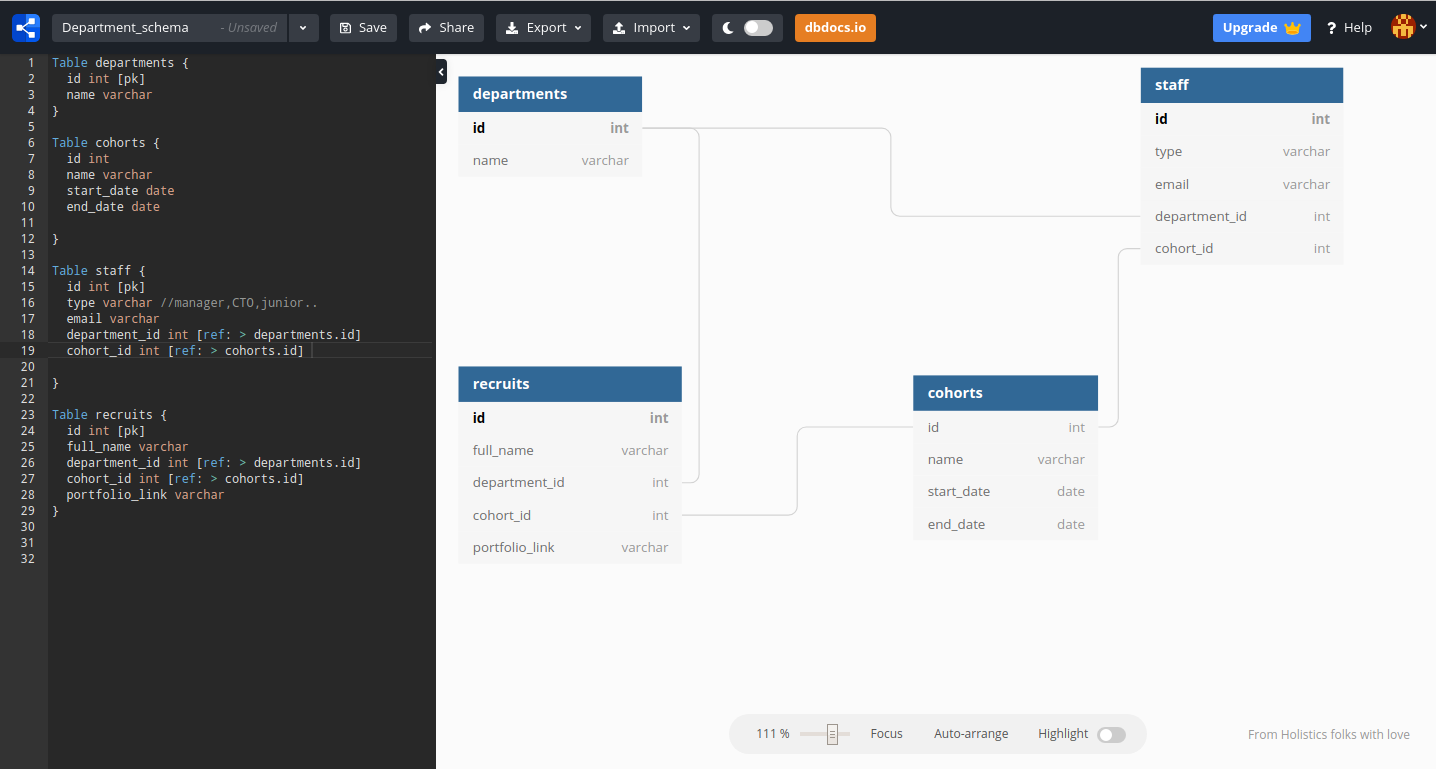 Department_schema - Unsaved Save Share Export Import dbdocs.io Upgrade ? Help
1 Table departments {
2 id int [pk]
3 name varchar
4 }
5
6 Table cohorts {
7 id int
8 name varchar
9 start_date date
10 end_date date
11
12 }
13
14 Table staff {
15 id int [pk]
16 type varchar //manager,CTO,junior..
17 email varchar
18 department_id int [ref: > departments.id]
19 cohort_id int [ref: > cohorts.id]
20
21 }
22
23 Table recruits {
24 id int [pk]
25 full_name varchar
26 department_id int [ref: > departments.id]
27 cohort_id int [ref: > cohorts.id]
28 portfolio_link varchar
29 }
30
31
32
departments
id int
name varchar
staff
id int
type varchar
email varchar
department_id int
cohort_id int
recruits
id int
full_name varchar
department_id int
cohort_id int
portfolio_link varchar
cohorts
id int
name varchar
start_date date
end_date date
111 % Focus Auto-arrange Highlight
From Holistics folks with love